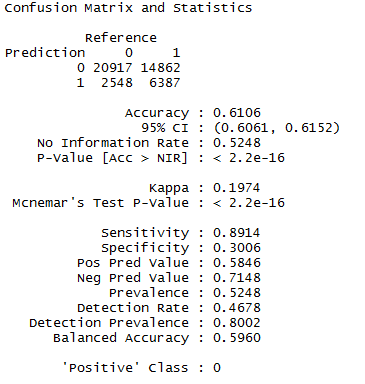 Confusion Matrix and Statistics
Reference
Prediction 0 1
0 20917 14862
1 2548 6387
Accuracy : 0.6106
95% CI : (0.6061, 0.6152)
No Information Rate : 0.5248
P-Value [Acc > NIR] : < 2.2e-16
Kappa : 0.1974
Mcnemar's Test P-Value : < 2.2e-16
Sensitivity : 0.8914
Specificity : 0.3006
Pos Pred Value : 0.5846
Neg Pred Value : 0.7148
Prevalence : 0.5248
Detection Rate : 0.4678
Detection Prevalence : 0.8002
Balanced Accuracy : 0.5960
'Positive' Class : 0